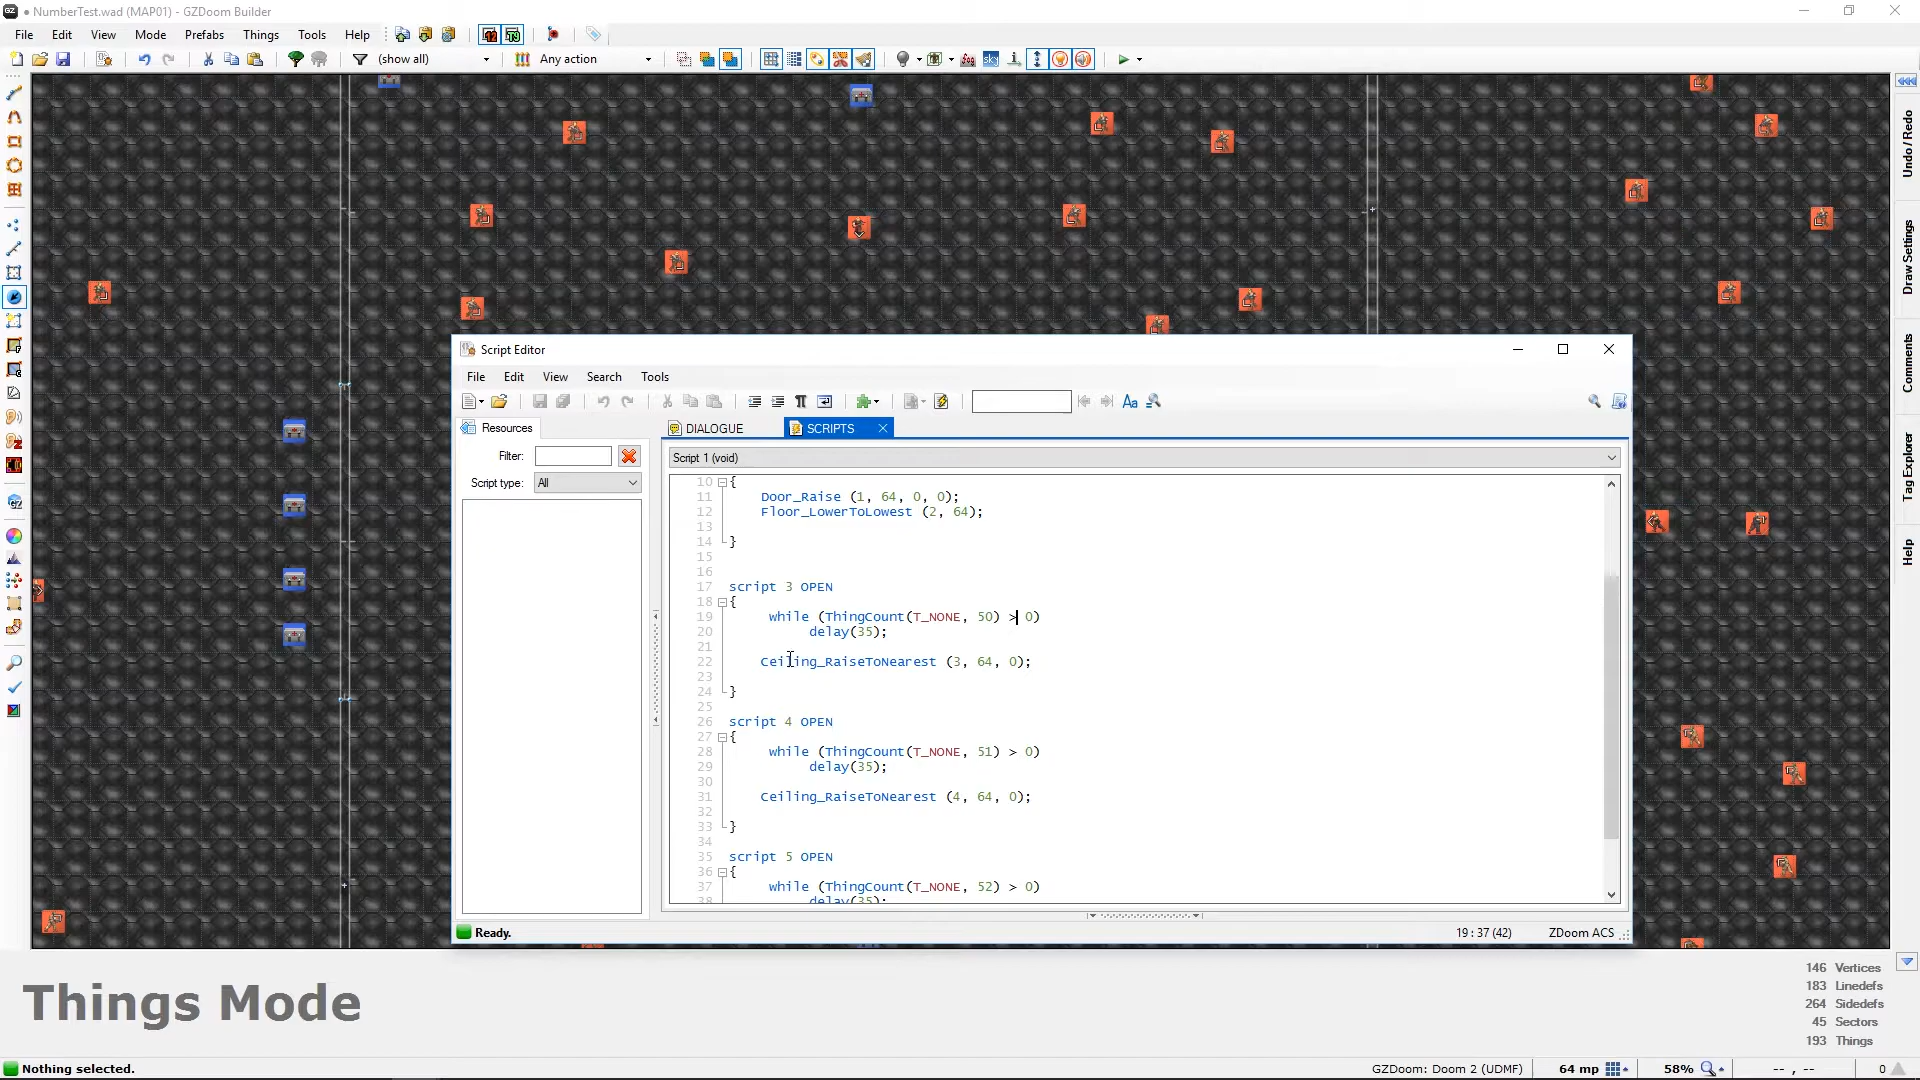 NumberTest.wad (MAP01) - GZDoom Builder
File Edit View Mode Prefabs Things Tools Help
(show all) Any action
Undo / Redo
Draw Settings
Comments
Tag Explorer
Help
Script Editor
File Edit View Search Tools
Resources
Filter:
Script type: All
DIALOGUE SCRIPTS
Script 1 (void)
10 {
11 Door_Raise (1, 64, 0, 0);
12 Floor_LowerToLowest (2, 64);
13
14 }
15
16
17 script 3 OPEN
18 {
19 while (ThingCount(T_NONE, 50) > 0)
20 delay(35);
21
22 Ceiling_RaiseToNearest (3, 64, 0);
23
24 }
25
26 script 4 OPEN
27 {
28 while (ThingCount(T_NONE, 51) > 0)
29 delay(35);
30
31 Ceiling_RaiseToNearest (4, 64, 0);
32
33 }
34
35 script 5 OPEN
36 {
37 while (ThingCount(T_NONE, 52) > 0)
38 delay(35);
Ready. 19 : 37 (42) ZDoom ACS
Things Mode
146 Vertices
183 Linedefs
264 Sidedefs
45 Sectors
193 Things
Nothing selected. GZDoom: Doom 2 (UDMF) 64 mp 58% -- , -- 0